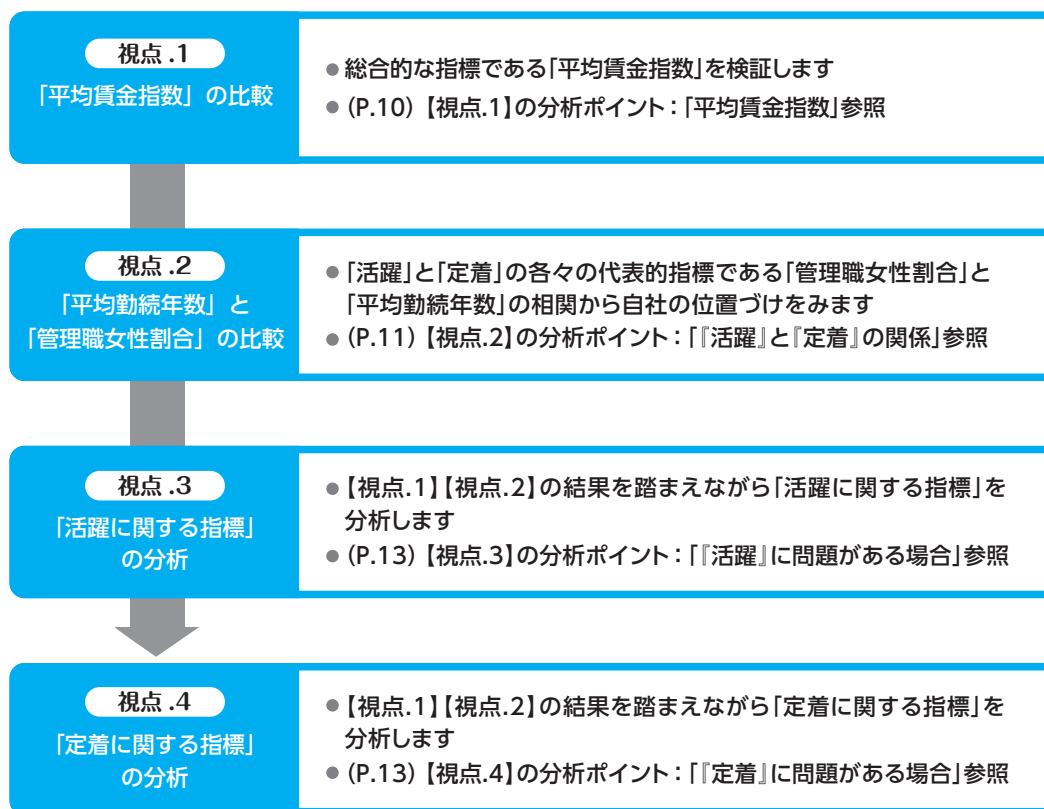 視点.1
「平均賃金指数」の比較
●総合的な指標である「平均賃金指数」を検証します
●(P.10)【視点.1】の分析ポイント:「平均賃金指数」参照
視点.2
「平均勤続年数」と
「管理職女性割合」の比較
●「活躍」と「定着」の各々の代表的指標である「管理職女性割合」と
「平均勤続年数」の相関から自社の位置づけをみます
●(P.11)【視点.2】の分析ポイント:「『活躍』と『定着』の関係」参照
視点.3
「活躍に関する指標」
の分析
●【視点.1】【視点.2】の結果を踏まえながら「活躍に関する指標」を
分析します
●(P.13)【視点.3】の分析ポイント:「『活躍』に問題がある場合」参照
視点.4
「定着に関する指標」
の分析
●【視点.1】【視点.2】の結果を踏まえながら「定着に関する指標」を
分析します
●(P.13)【視点.4】の分析ポイント:「『定着』に問題がある場合」参照